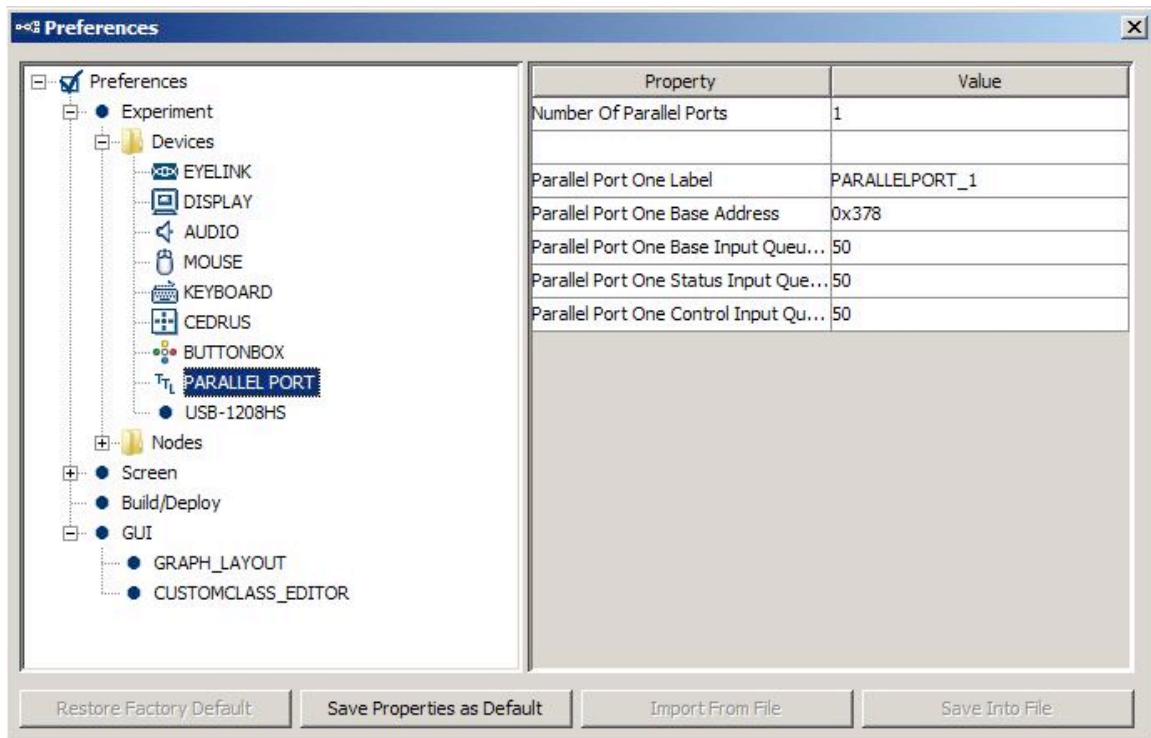 Preferences
Preferences
Experiment
Devices
EYELINK
DISPLAY
AUDIO
MOUSE
KEYBOARD
CEDRUS
BUTTONBOX
TTL PARALLEL PORT
USB-1208HS
Nodes
Screen
Build/Deploy
GUI
GRAPH_LAYOUT
CUSTOMCLASS_EDITOR
Property Value
Number Of Parallel Ports 1
Parallel Port One Label PARALLELPORT_1
Parallel Port One Base Address 0x378
Parallel Port One Base Input Queu... 50
Parallel Port One Status Input Que... 50
Parallel Port One Control Input Qu... 50
Restore Factory Default Save Properties as Default Import From File Save Into File